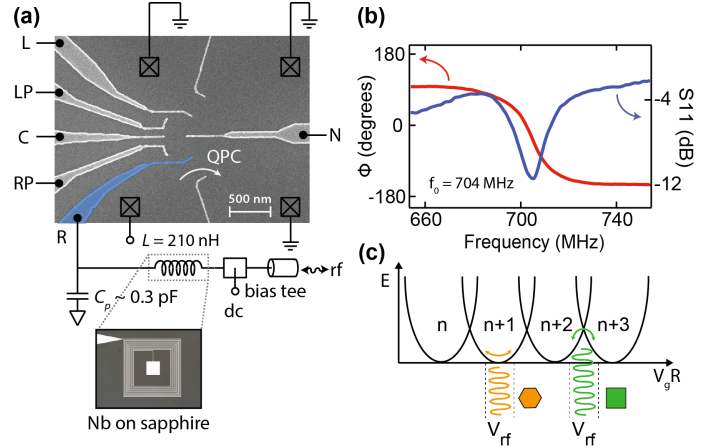 (a)
L
LP
C
RP
R
N
QPC
500 nm
L = 210 nH
Cp ~ 0.3 pF
bias tee
rf
dc
Nb on sapphire
(b)
180
0
-180
Φ (degrees)
f0 = 704 MHz
-4
-12
S11 (dB)
660 700 740
Frequency (MHz)
(c)
E
n n+1 n+2 n+3
VgR
Vrf Vrf